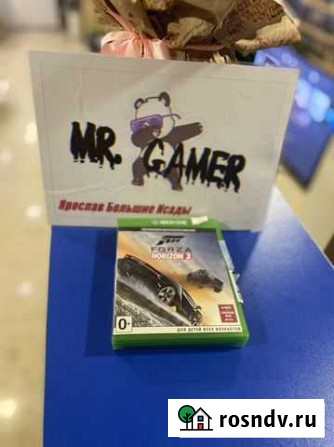 MR. GAMER
Ярослав Большие Исады
XBOX ONE
FORZA
HORIZON 3
0+
ДЛЯ ДЕТЕЙ ВСЕХ ВОЗРАСТОВ
rosndv.ru